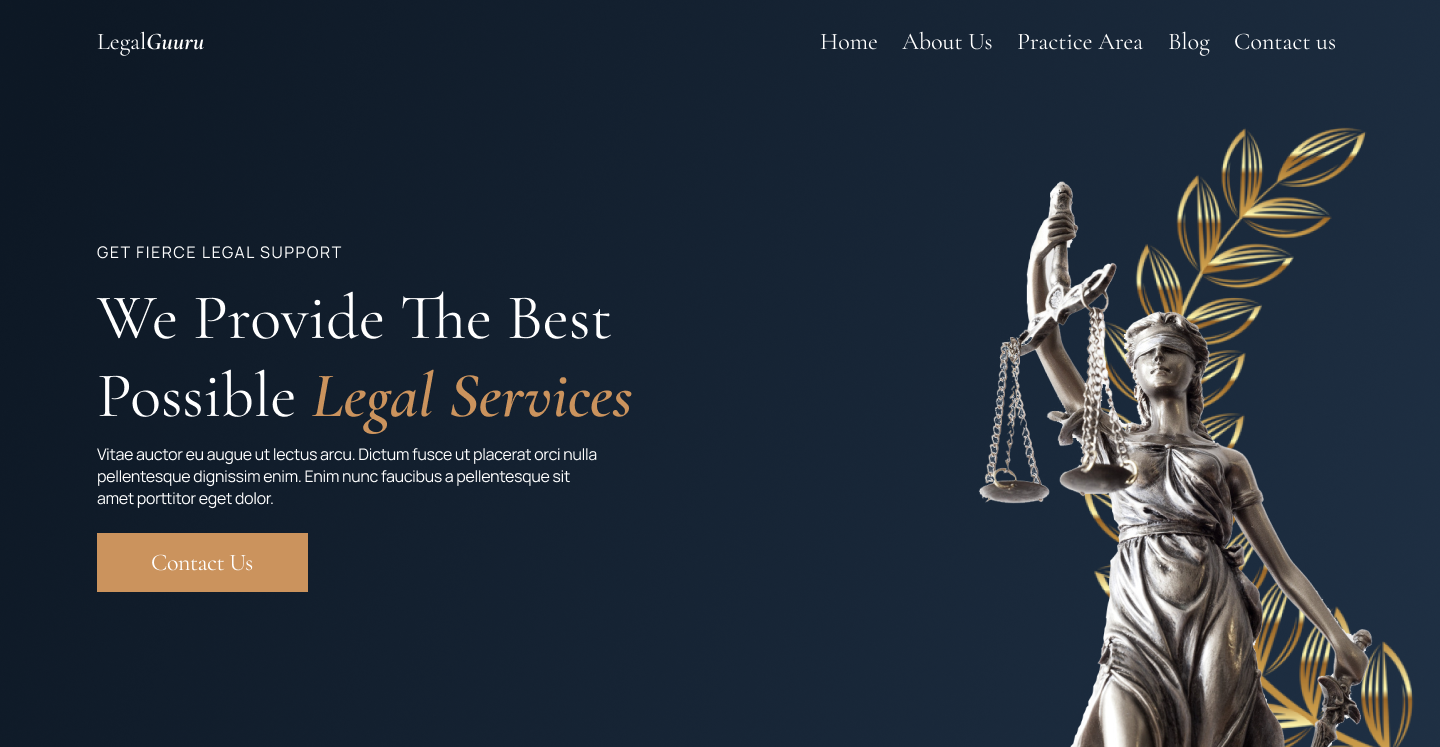 LegalGuuru
Home About Us Practice Area Blog Contact us
GET FIERCE LEGAL SUPPORT
We Provide The Best
Possible Legal Services
Vitae auctor eu augue ut lectus arcu. Dictum fusce ut placerat orci nulla
pellentesque dignissim enim. Enim nunc faucibus a pellentesque sit
amet porttitor eget dolor.
Contact Us